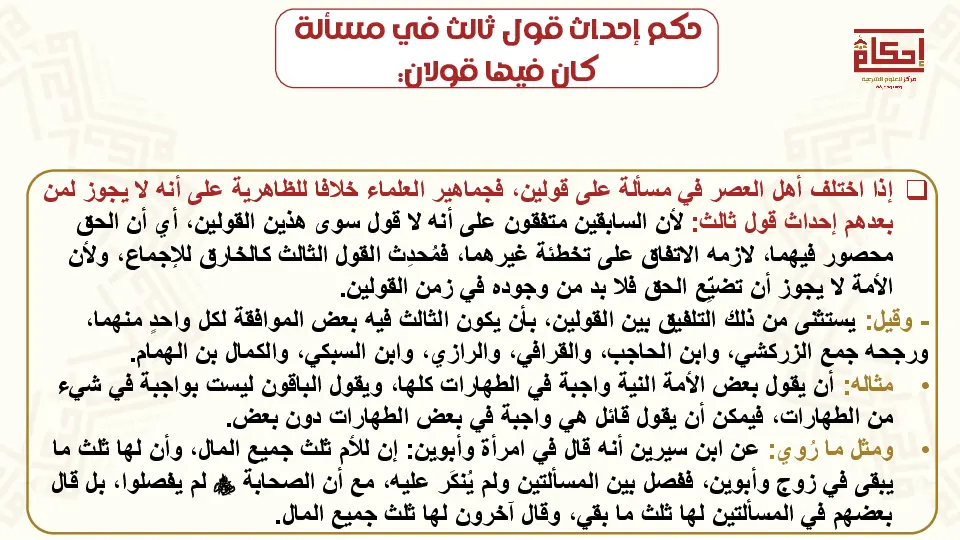 حكم إحداث قول ثالث في مسألة
كان فيها قولان:
إحكام
مركز للعلوم الشرعية
❑ إذا اختلف أهل العصر في مسألة على قولين، فجماهير العلماء خلافا للظاهرية على أنه لا يجوز لمن
بعدهم إحداث قول ثالث: لأن السابقين متفقون على أنه لا قول سوى هذين القولين، أي أن الحق
محصور فيهما، لازمه الاتفاق على تخطئة غيرهما، فمُحدِث القول الثالث كالخارق للإجماع، ولأن
الأمة لا يجوز أن تضيّع الحق فلا بد من وجوده في زمن القولين.
- وقيل: يستثنى من ذلك التلفيق بين القولين، بأن يكون الثالث فيه بعض الموافقة لكل واحدٍ منهما،
ورجحه جمع الزركشي، وابن الحاجب، والقرافي، والرازي، وابن السبكي، والكمال بن الهمام.
• مثاله: أن يقول بعض الأمة النية واجبة في الطهارات كلها، ويقول الباقون ليست بواجبة في شيء
من الطهارات، فيمكن أن يقول قائل هي واجبة في بعض الطهارات دون بعض.
• ومثل ما رُوي: عن ابن سيرين أنه قال في امرأة وأبوين: إن للأم ثلث جميع المال، وأن لها ثلث ما
يبقى في زوج وأبوين، ففصل بين المسألتين ولم يُنكَر عليه، مع أن الصحابة لم يفصلوا، بل قال
بعضهم في المسألتين لها ثلث ما بقي، وقال آخرون لها ثلث جميع المال.